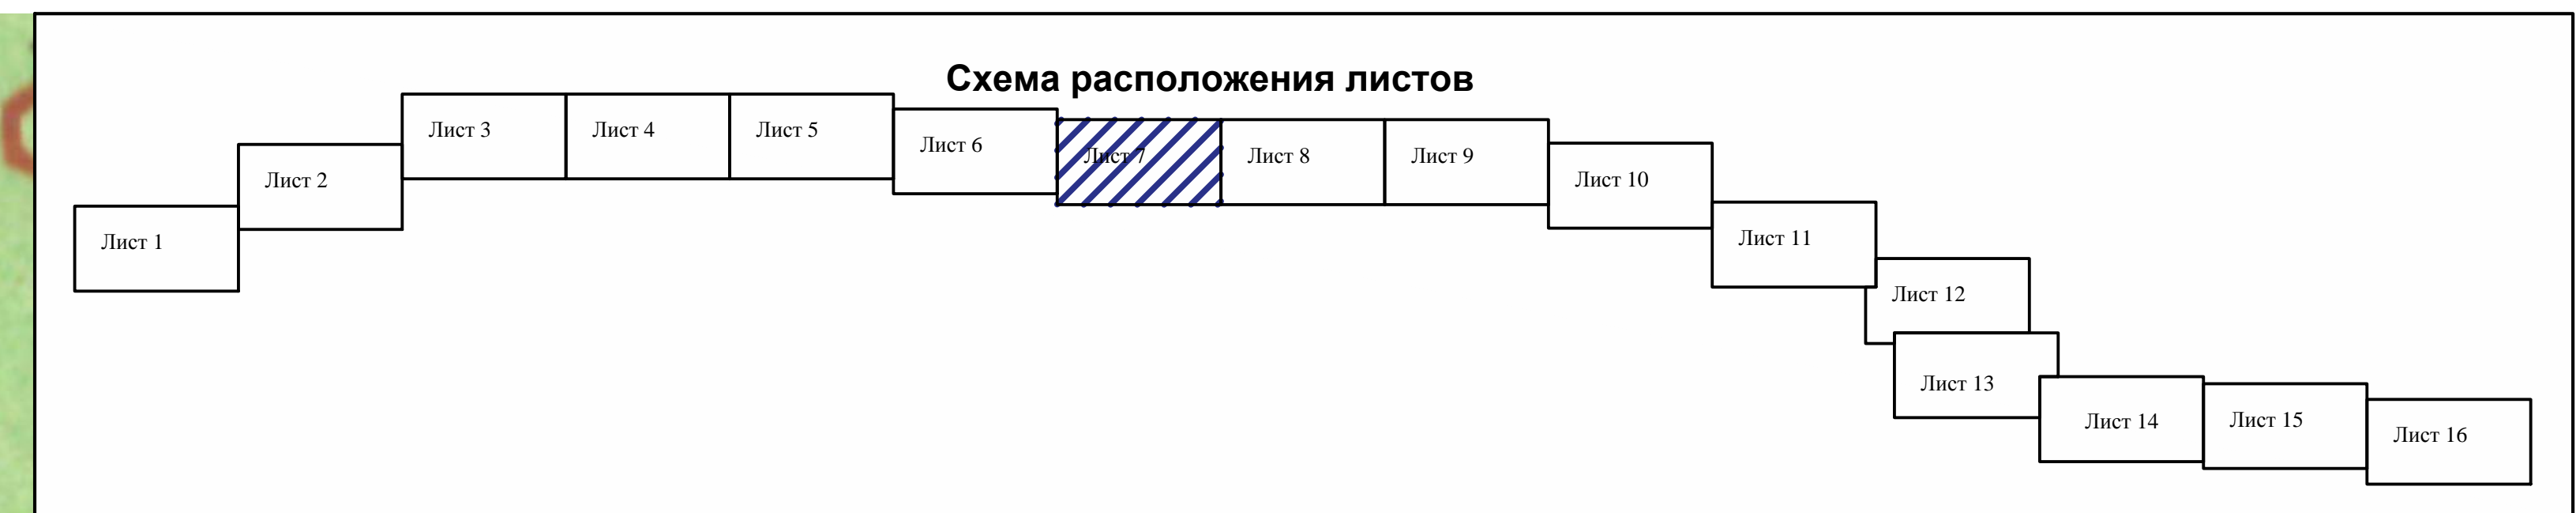 Схема расположения листов
Лист 1
Лист 2
Лист 3
Лист 4
Лист 5
Лист 6
Лист 7
Лист 8
Лист 9
Лист 10
Лист 11
Лист 12
Лист 13
Лист 14
Лист 15
Лист 16